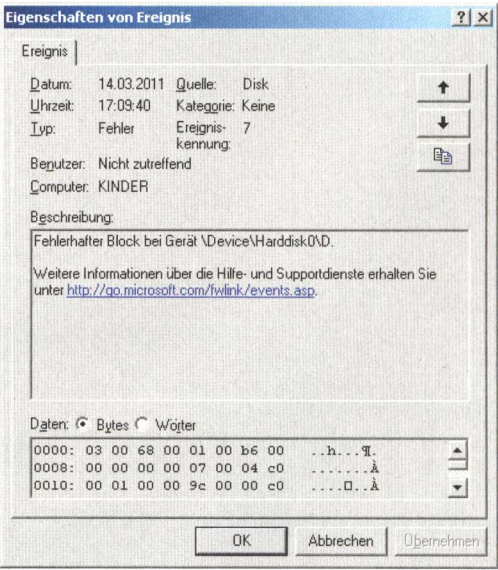 Eigenschaften von Ereignis
Ereignis
Datum: 14.03.2011 Quelle: Disk
Uhrzeit: 17:09:40 Kategorie: Keine
Typ: Fehler Ereignis-kennung: 7
Benutzer: Nicht zutreffend
Computer: KINDER
Beschreibung:
Fehlerhafter Block bei Gerät \Device\Harddisk0\D.
Weitere Informationen über die Hilfe- und Supportdienste erhalten Sie
unter http://go.microsoft.com/fwlink/events.asp.
Daten: Bytes Wörter
0000: 03 00 68 00 01 00 b6 00 ..h...¶.
0008: 00 00 00 00 07 00 04 c0 .......À
0010: 00 01 00 00 9c 00 00 c0 ....□..À
OK Abbrechen Übernehmen